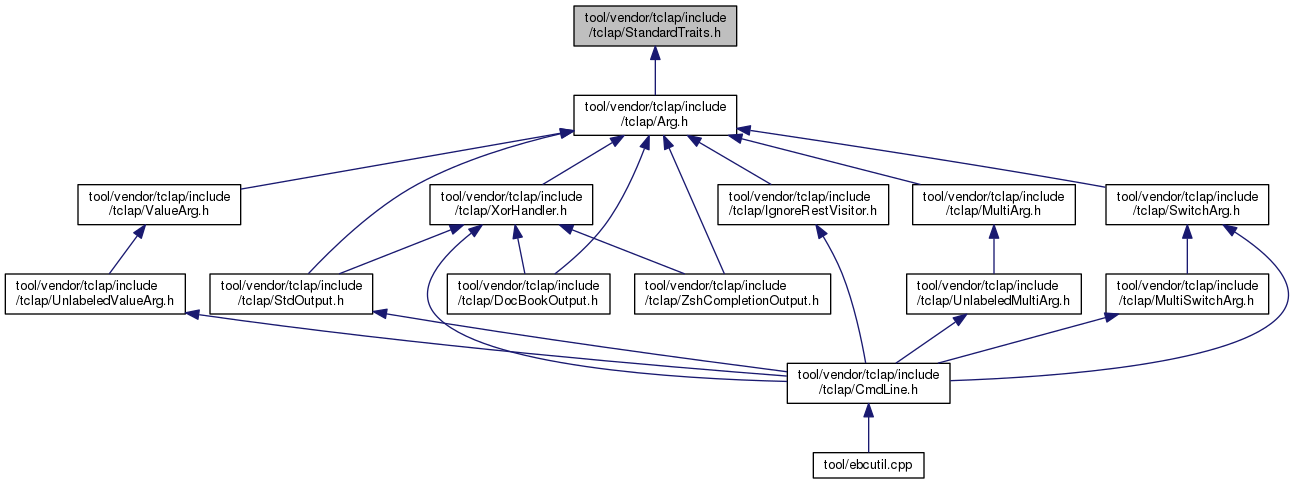 tool/vendor/tclap/include
/tclap/StandardTraits.h
tool/vendor/tclap/include
/tclap/Arg.h
tool/vendor/tclap/include
/tclap/ValueArg.h
tool/vendor/tclap/include
/tclap/XorHandler.h
tool/vendor/tclap/include
/tclap/IgnoreRestVisitor.h
tool/vendor/tclap/include
/tclap/MultiArg.h
tool/vendor/tclap/include
/tclap/SwitchArg.h
tool/vendor/tclap/include
/tclap/UnlabeledValueArg.h
tool/vendor/tclap/include
/tclap/StdOutput.h
tool/vendor/tclap/include
/tclap/DocBookOutput.h
tool/vendor/tclap/include
/tclap/ZshCompletionOutput.h
tool/vendor/tclap/include
/tclap/UnlabeledMultiArg.h
tool/vendor/tclap/include
/tclap/MultiSwitchArg.h
tool/vendor/tclap/include
/tclap/CmdLine.h
tool/ebcutil.cpp